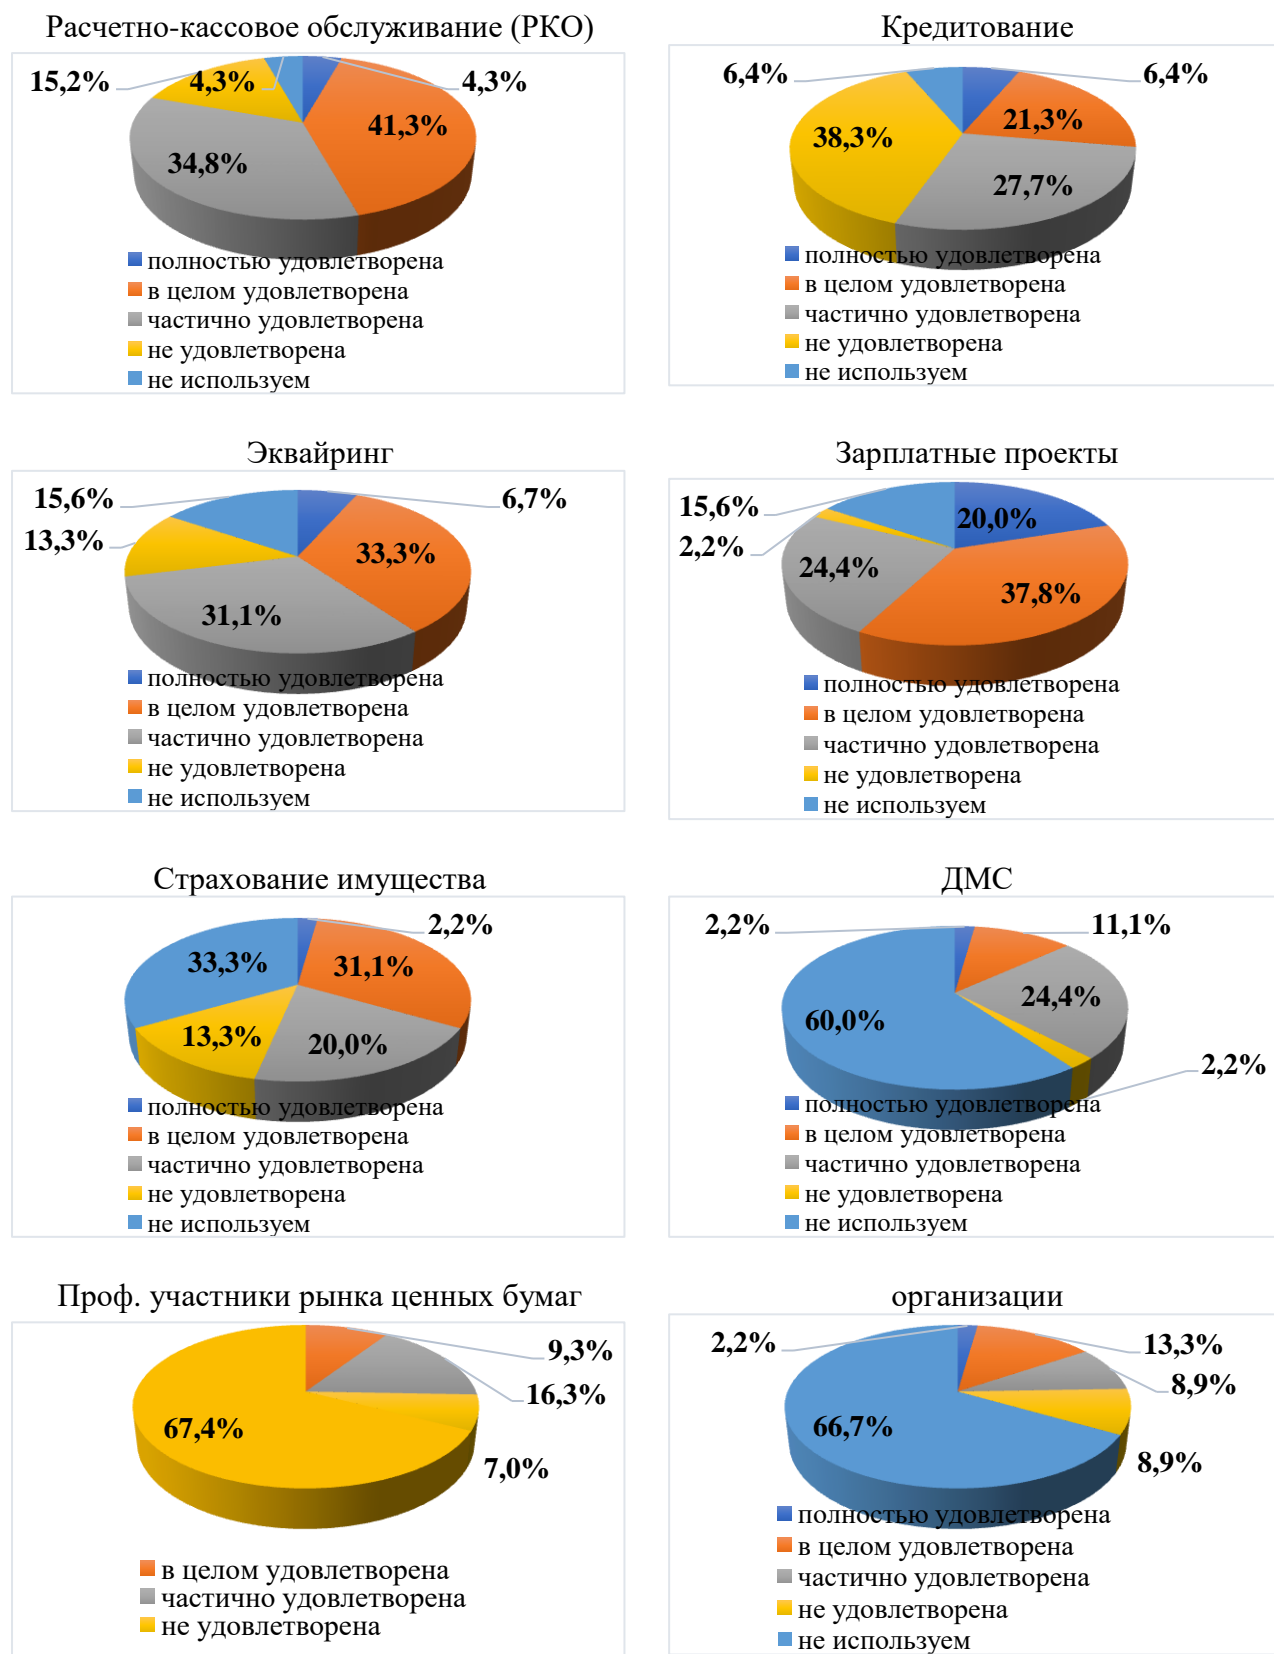 Расчетно-кассовое обслуживание (РКО)
15,2%
4,3%
4,3%
41,3%
34,8%
полностью удовлетворена
в целом удовлетворена
частично удовлетворена
не удовлетворена
не используем
Кредитование
6,4%
6,4%
21,3%
38,3%
27,7%
полностью удовлетворена
в целом удовлетворена
частично удовлетворена
не удовлетворена
не используем
Эквайринг
15,6%
6,7%
13,3%
33,3%
31,1%
полностью удовлетворена
в целом удовлетворена
частично удовлетворена
не удовлетворена
не используем
Зарплатные проекты
15,6%
20,0%
2,2%
24,4%
37,8%
полностью удовлетворена
в целом удовлетворена
частично удовлетворена
не удовлетворена
не используем
Страхование имущества
2,2%
33,3%
31,1%
13,3%
20,0%
полностью удовлетворена
в целом удовлетворена
частично удовлетворена
не удовлетворена
не используем
ДМС
2,2%
11,1%
24,4%
60,0%
2,2%
полностью удовлетворена
в целом удовлетворена
частично удовлетворена
не удовлетворена
не используем
Проф. участники рынка ценных бумаг
9,3%
16,3%
67,4%
7,0%
в целом удовлетворена
частично удовлетворена
не удовлетворена
организации
2,2%
13,3%
8,9%
66,7%
8,9%
полностью удовлетворена
в целом удовлетворена
частично удовлетворена
не удовлетворена
не используем